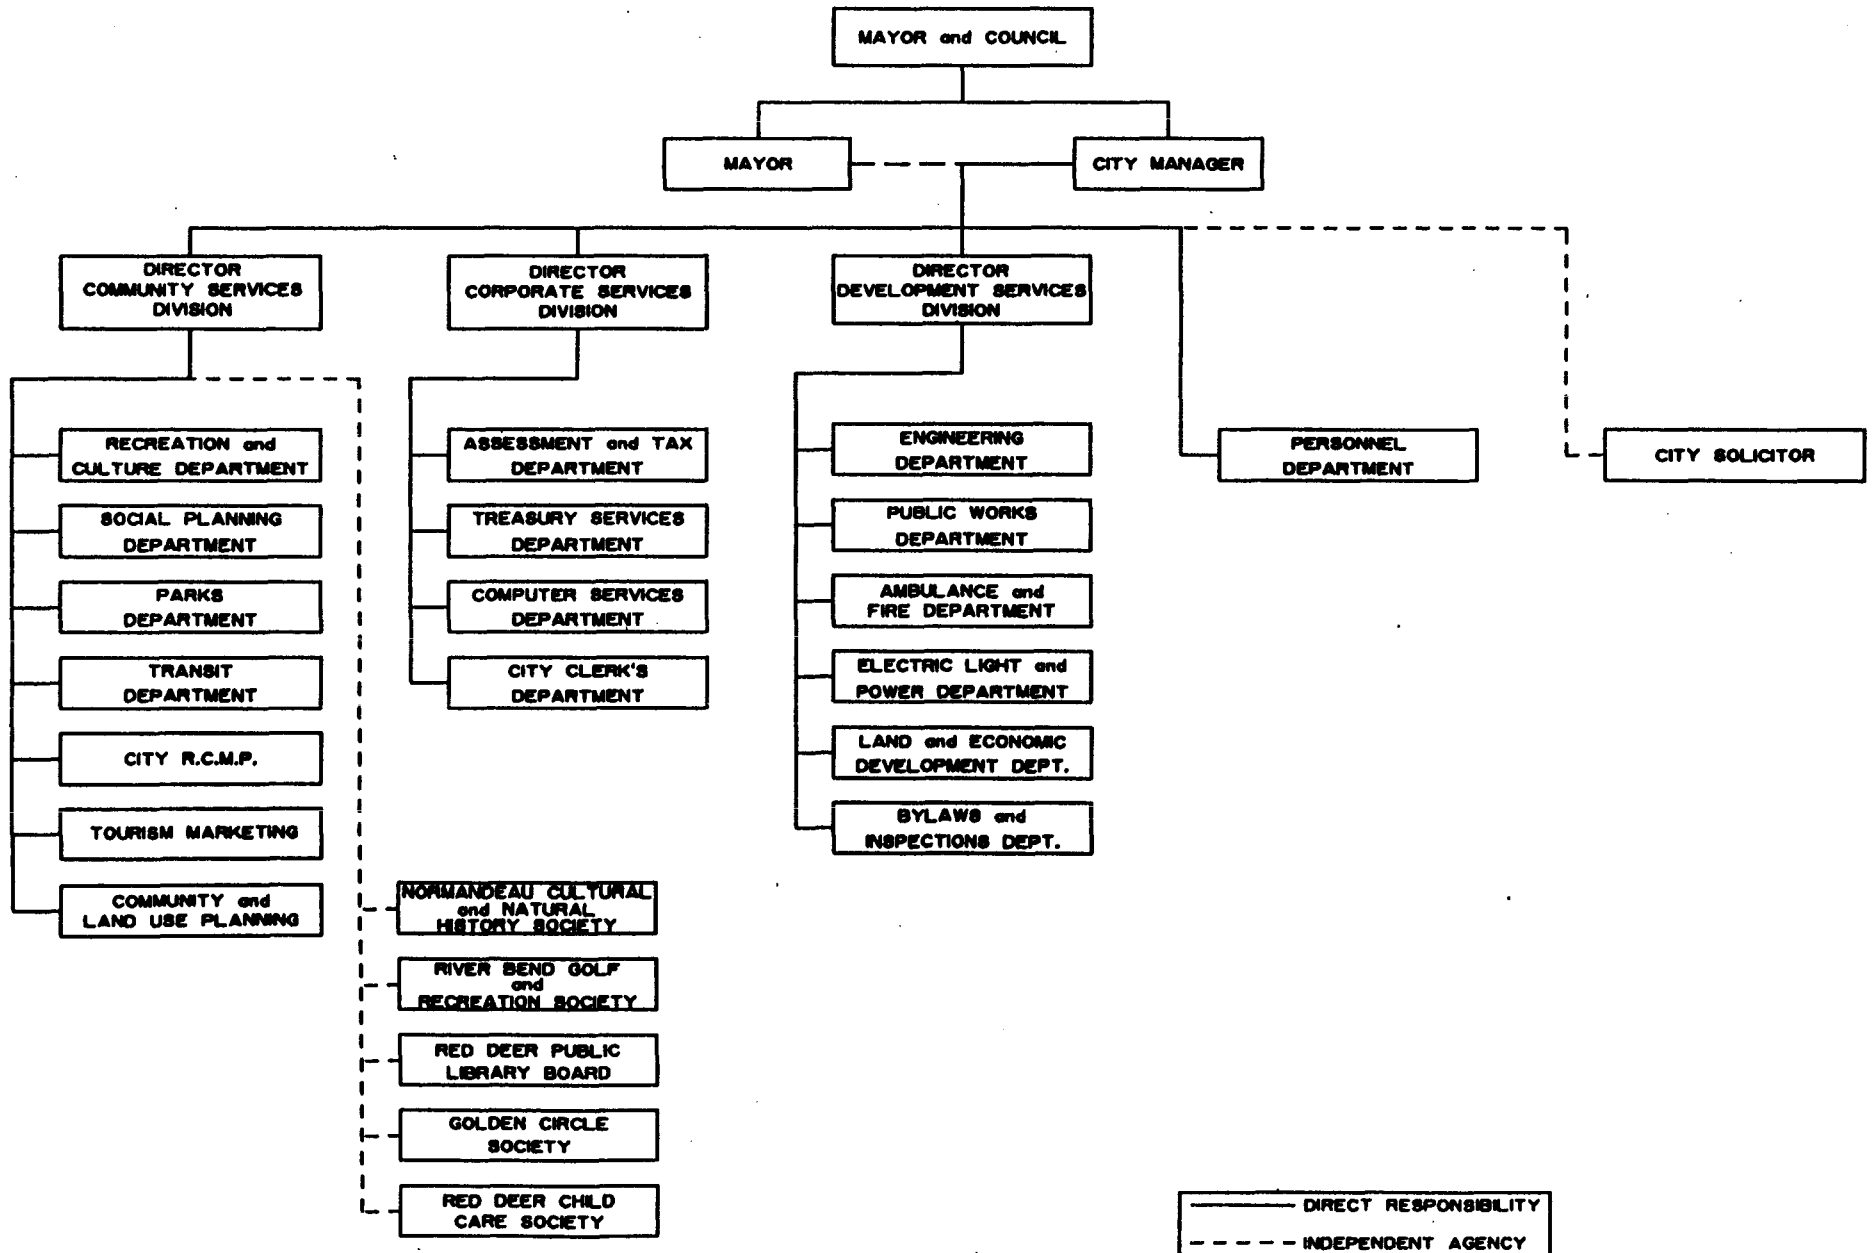 MAYOR and COUNCIL
MAYOR
CITY MANAGER
DIRECTOR
COMMUNITY SERVICES
DIVISION
DIRECTOR
CORPORATE SERVICES
DIVISION
DIRECTOR
DEVELOPMENT SERVICES
DIVISION
RECREATION and
CULTURE DEPARTMENT
SOCIAL PLANNING
DEPARTMENT
PARKS
DEPARTMENT
TRANSIT
DEPARTMENT
CITY R.C.M.P.
TOURISM MARKETING
COMMUNITY and
LAND USE PLANNING
NORMANDEAU CULTURAL
and NATURAL
HISTORY SOCIETY
RIVER BEND GOLF
and
RECREATION SOCIETY
RED DEER PUBLIC
LIBRARY BOARD
GOLDEN CIRCLE
SOCIETY
RED DEER CHILD
CARE SOCIETY
ASSESSMENT and TAX
DEPARTMENT
TREASURY SERVICES
DEPARTMENT
COMPUTER SERVICES
DEPARTMENT
CITY CLERK'S
DEPARTMENT
ENGINEERING
DEPARTMENT
PUBLIC WORKS
DEPARTMENT
AMBULANCE and
FIRE DEPARTMENT
ELECTRIC LIGHT and
POWER DEPARTMENT
LAND and ECONOMIC
DEVELOPMENT DEPT.
BYLAWS and
INSPECTIONS DEPT.
PERSONNEL
DEPARTMENT
CITY SOLICITOR
DIRECT RESPONSIBILITY
INDEPENDENT AGENCY